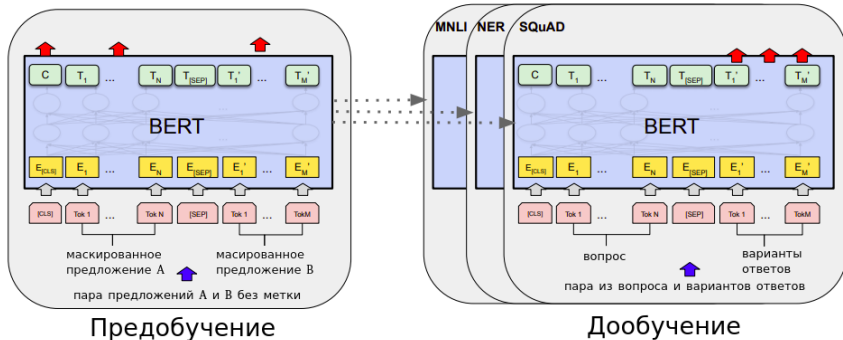 MNLI NER SQuAD
C T1 ... TN T[SEP] T1' ... TM'
C T1 ... TN T[SEP] T1' ... TM'
BERT
BERT
E[CLS] E1 ... EN E[SEP] E1' ... EM'
E[CLS] E1 ... EN E[SEP] E1' ... EM'
[CLS] Tok 1 ... Tok N [SEP] Tok 1 ... TokM
[CLS] Tok 1 ... Tok N [SEP] Tok 1 ... TokM
маскированное
предложение A
масированное
предложение B
пара предложений A и B без метки
вопрос
варианты
ответов
пара из вопроса и вариантов ответов
Предобучение
Дообучение